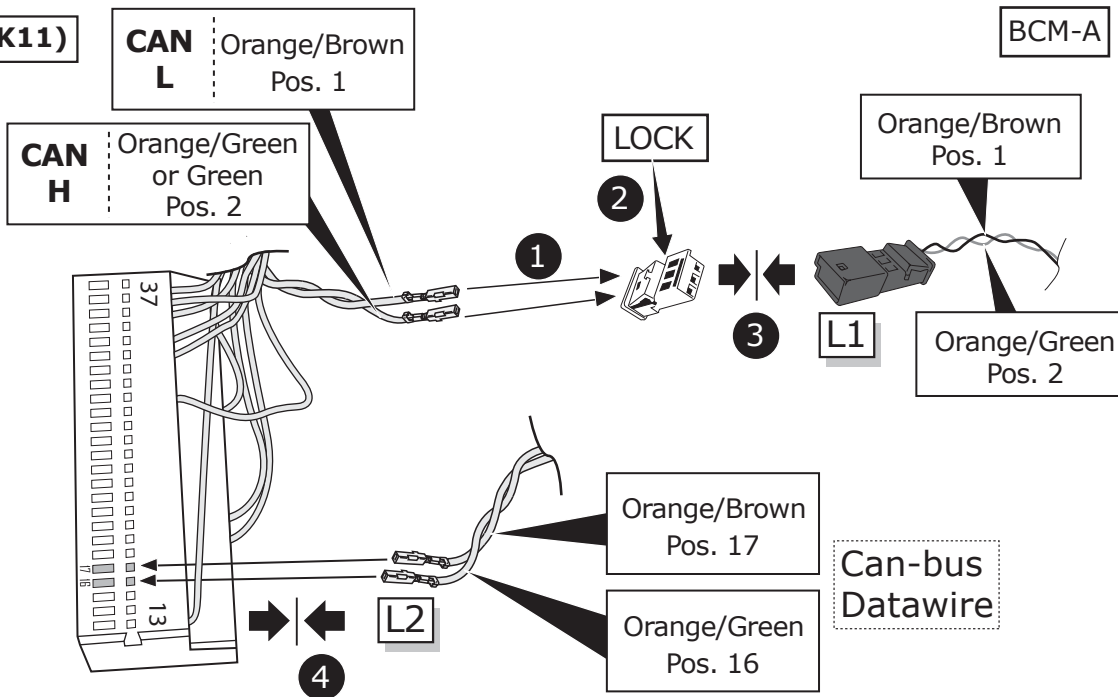 K11)
CAN
L
Orange/Brown
Pos. 1
BCM-A
CAN
H
Orange/Green
or Green
Pos. 2
LOCK
Orange/Brown
Pos. 1
2
1
37
3
L1
Orange/Green
Pos. 2
Orange/Brown
Pos. 17
17
16
Can-bus
Datawire
13
L2
Orange/Green
Pos. 16
4